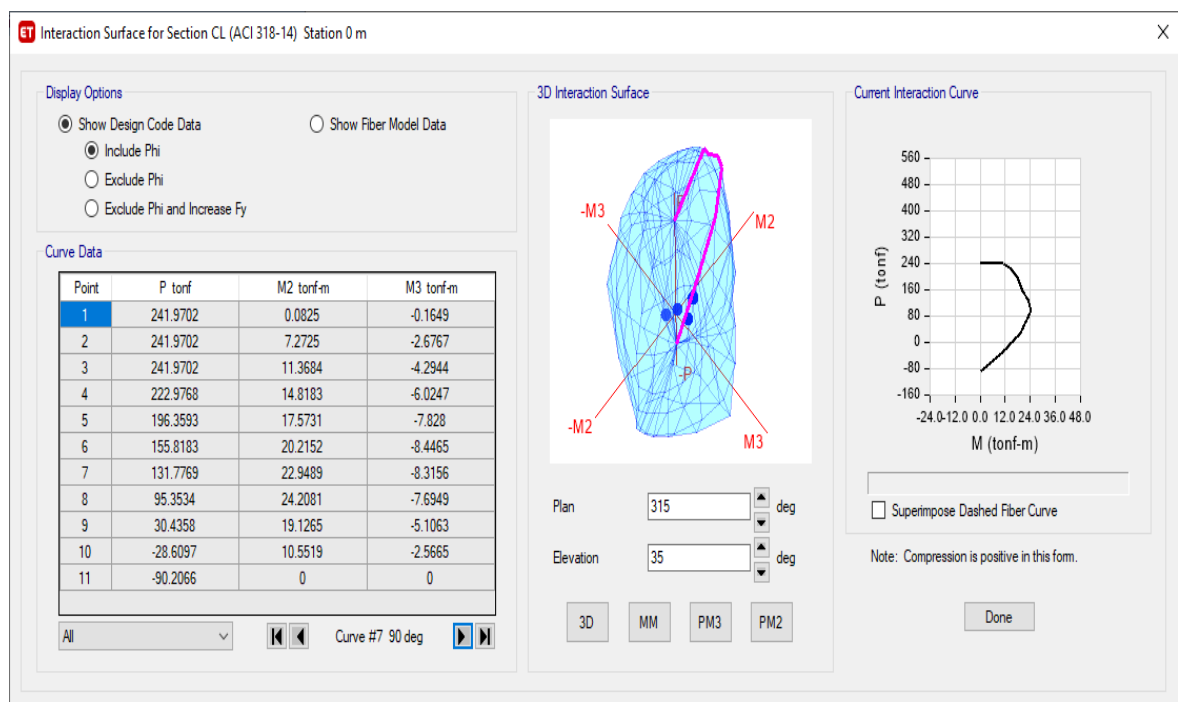 ET Interaction Surface for Section CL (ACI 318-14) Station 0 m X
Display Options
Show Design Code Data Show Fiber Model Data
Include Phi
Exclude Phi
Exclude Phi and Increase Fy
Curve Data
Point P tonf M2 tonf-m M3 tonf-m
1 241.9702 0.0825 -0.1649
2 241.9702 7.2725 -2.6767
3 241.9702 11.3684 -4.2944
4 222.9768 14.8183 -6.0247
5 196.3593 17.5731 -7.828
6 155.8183 20.2152 -8.4465
7 131.7769 22.9489 -8.3156
8 95.3534 24.2081 -7.6949
9 30.4358 19.1265 -5.1063
10 -28.6097 10.5519 -2.5665
11 -90.2066 0 0
All Curve #7 90 deg
3D Interaction Surface
P
-M3
M2
-P
-M2
M3
Plan 315 deg
Elevation 35 deg
3D MM PM3 PM2
Current Interaction Curve
560
480
400
320
240
160
80
0
-80
-160
P (tonf)
-24.0 -12.0 0.0 12.0 24.0 36.0 48.0
M (tonf-m)
Superimpose Dashed Fiber Curve
Note: Compression is positive in this form.
Done